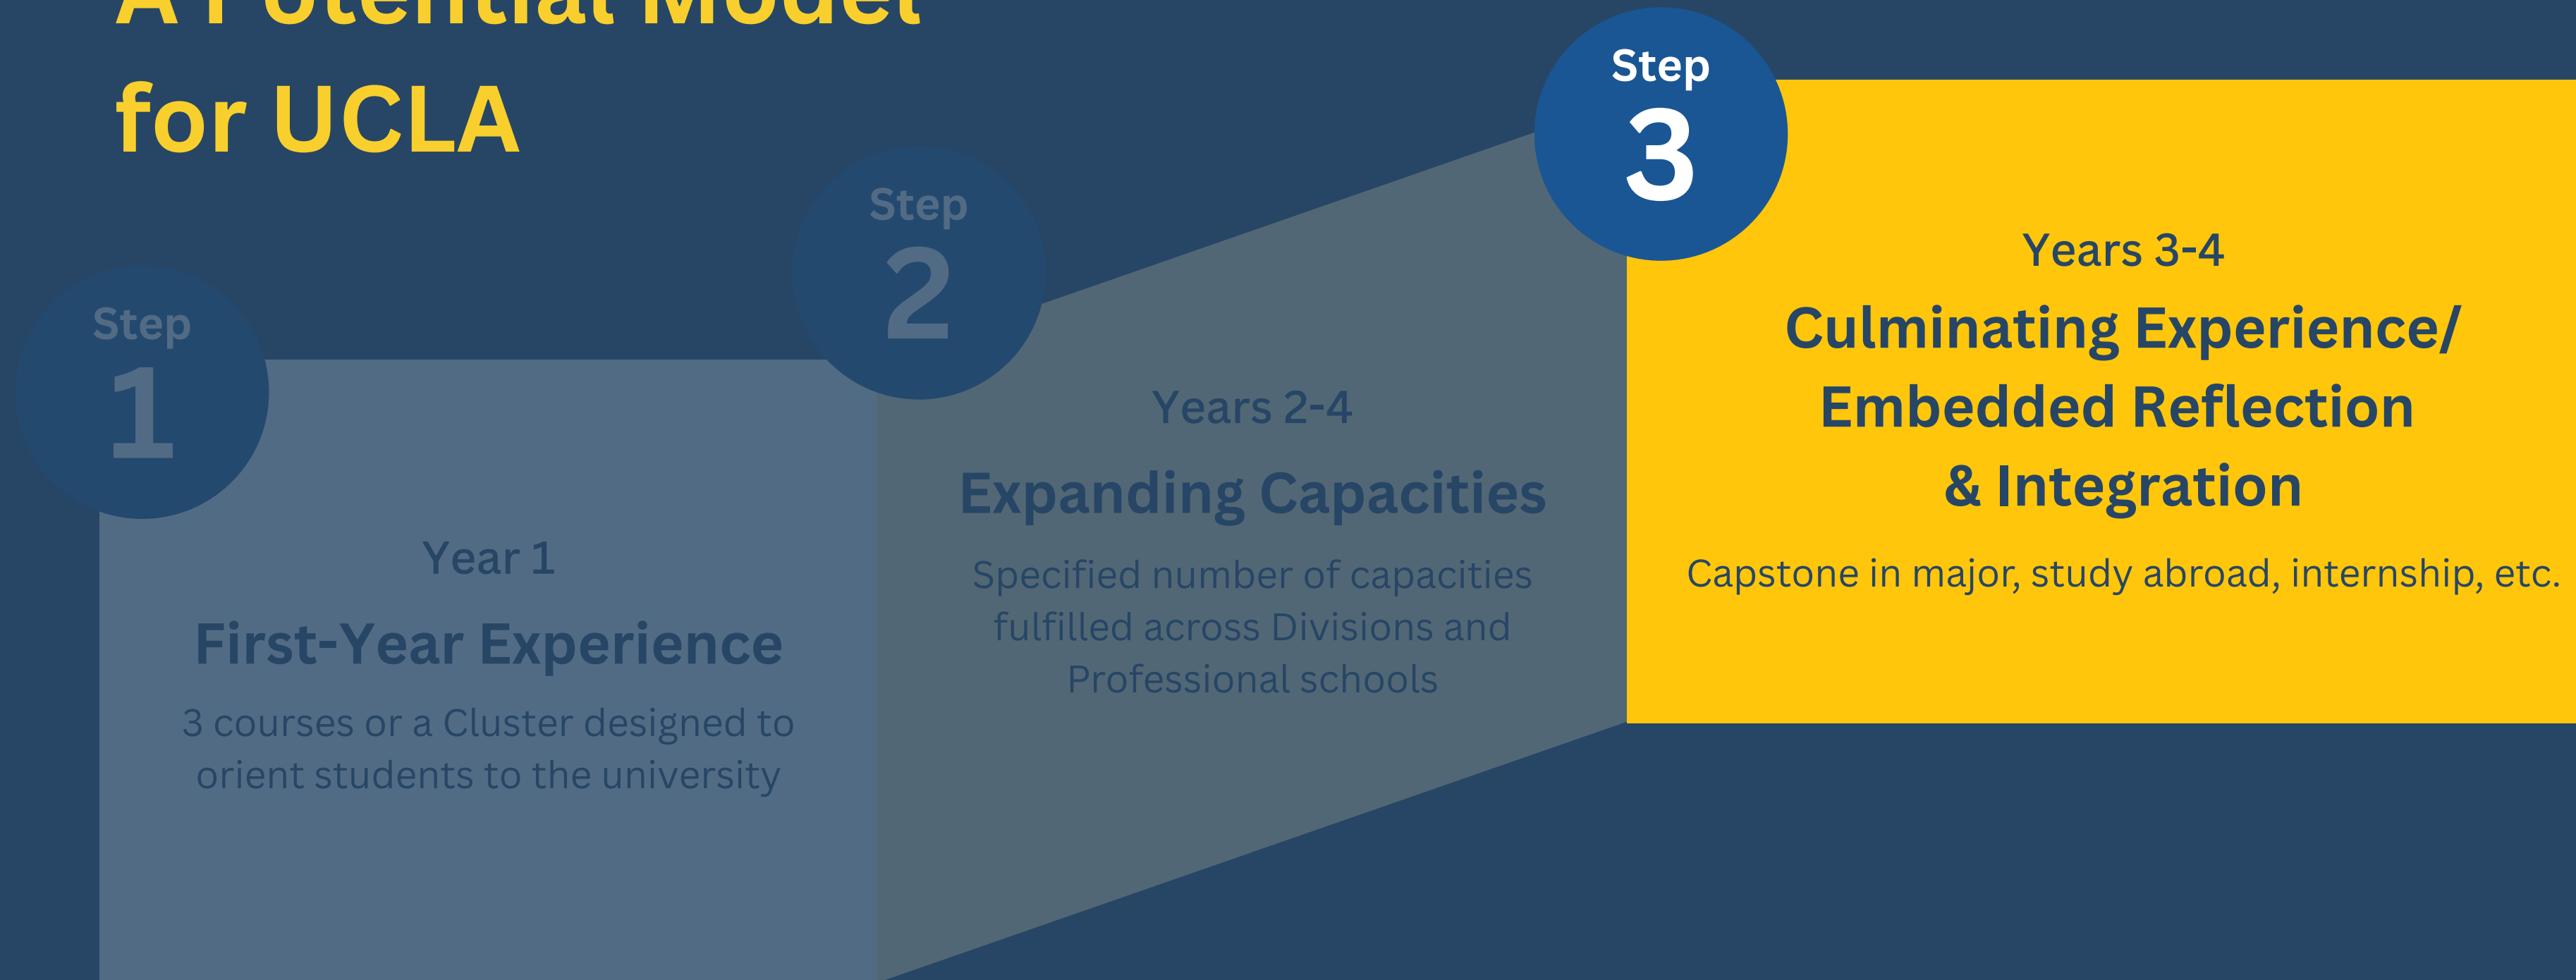 A Potential Model
for UCLA
Step
1
Year 1
First-Year Experience
3 courses or a Cluster designed to
orient students to the university
Step
2
Years 2-4
Expanding Capacities
Specified number of capacities
fulfilled across Divisions and
Professional schools
Step
3
Years 3-4
Culminating Experience/
Embedded Reflection
& Integration
Capstone in major, study abroad, internship, etc.